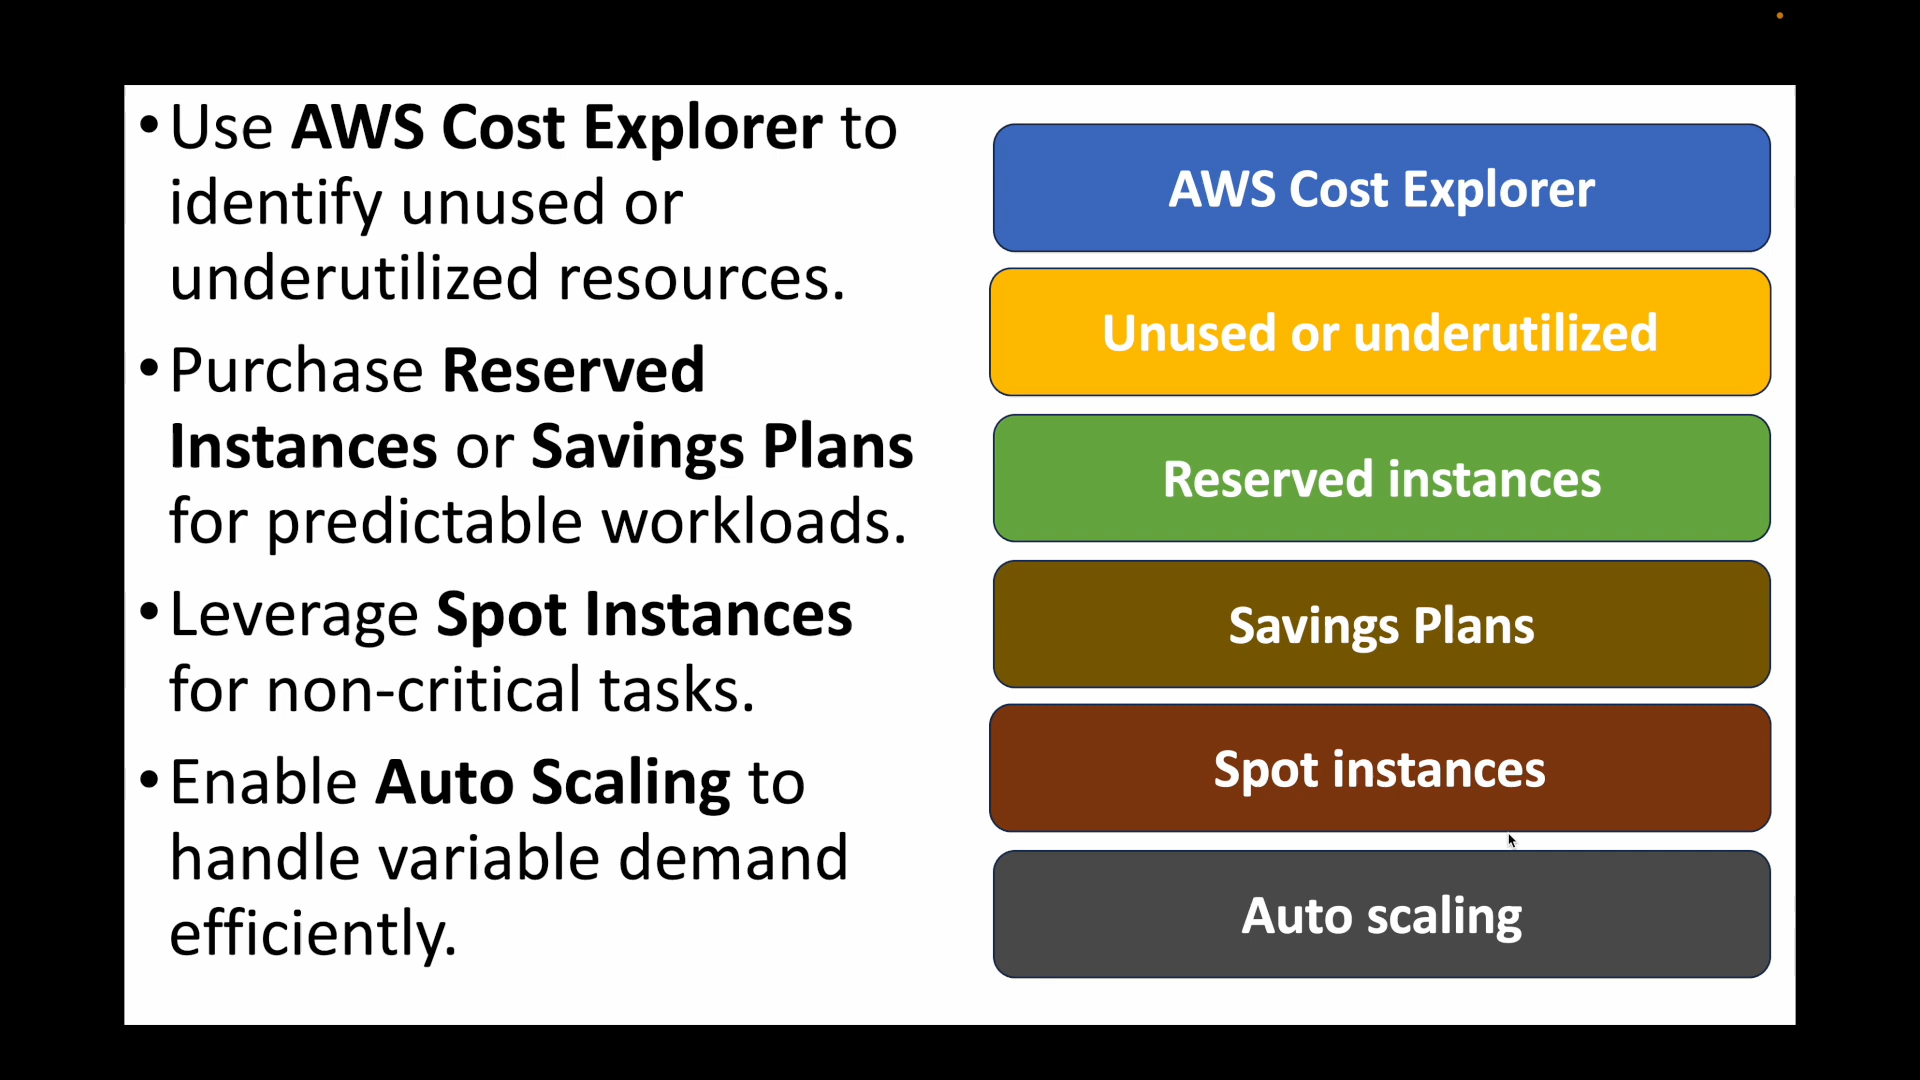 •Use AWS Cost Explorer to
identify unused or
underutilized resources.
•Purchase Reserved
Instances or Savings Plans
for predictable workloads.
•Leverage Spot Instances
for non-critical tasks.
•Enable Auto Scaling to
handle variable demand
efficiently.
AWS Cost Explorer
Unused or underutilized
Reserved instances
Savings Plans
Spot instances
Auto scaling